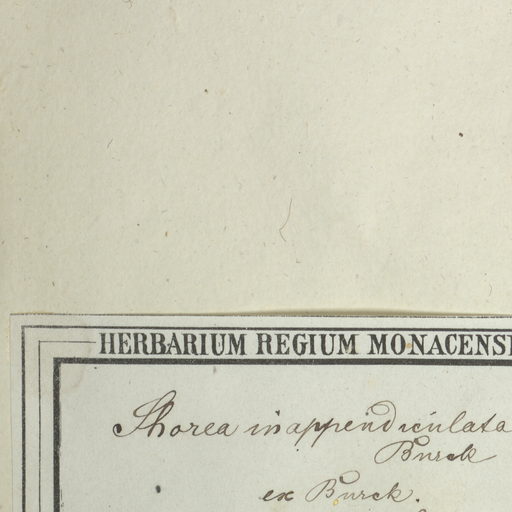 HERBARIUM REGIUM MONACENSE
Shorea inappendiculata
Burck
ex Burck.